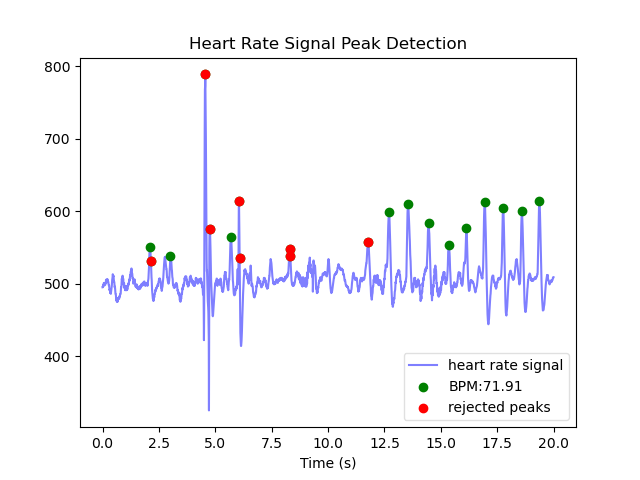 Heart Rate Signal Peak Detection
800
700
600
500
400
heart rate signal
BPM:71.91
rejected peaks
0.0 2.5 5.0 7.5 10.0 12.5 15.0 17.5 20.0
Time (s)